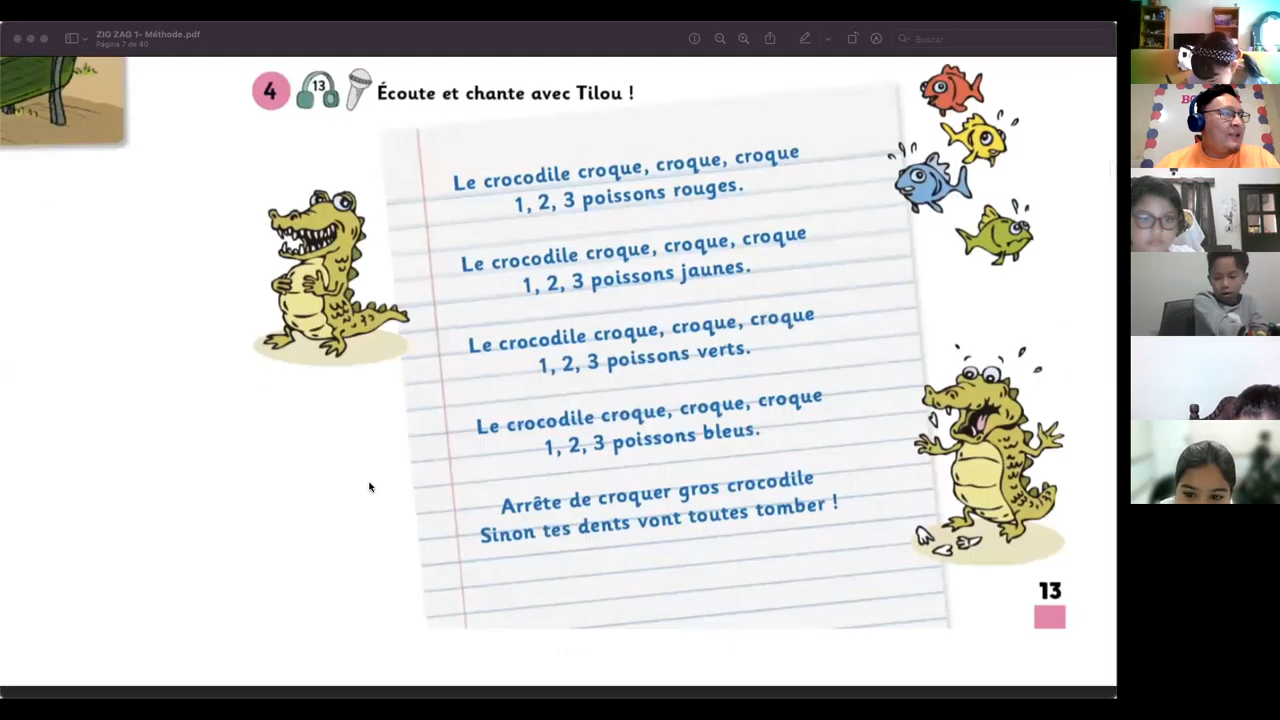 ZIG ZAG 1- Méthode.pdf
Página 7 de 40
Buscar
4
13
Écoute et chante avec Tilou !
Le crocodile croque, croque, croque
1, 2, 3 poissons rouges.
Le crocodile croque, croque, croque
1, 2, 3 poissons jaunes.
Le crocodile croque, croque, croque
1, 2, 3 poissons verts.
Le crocodile croque, croque, croque
1, 2, 3 poissons bleus.
Arrête de croquer gros crocodile
Sinon tes dents vont toutes tomber !
13